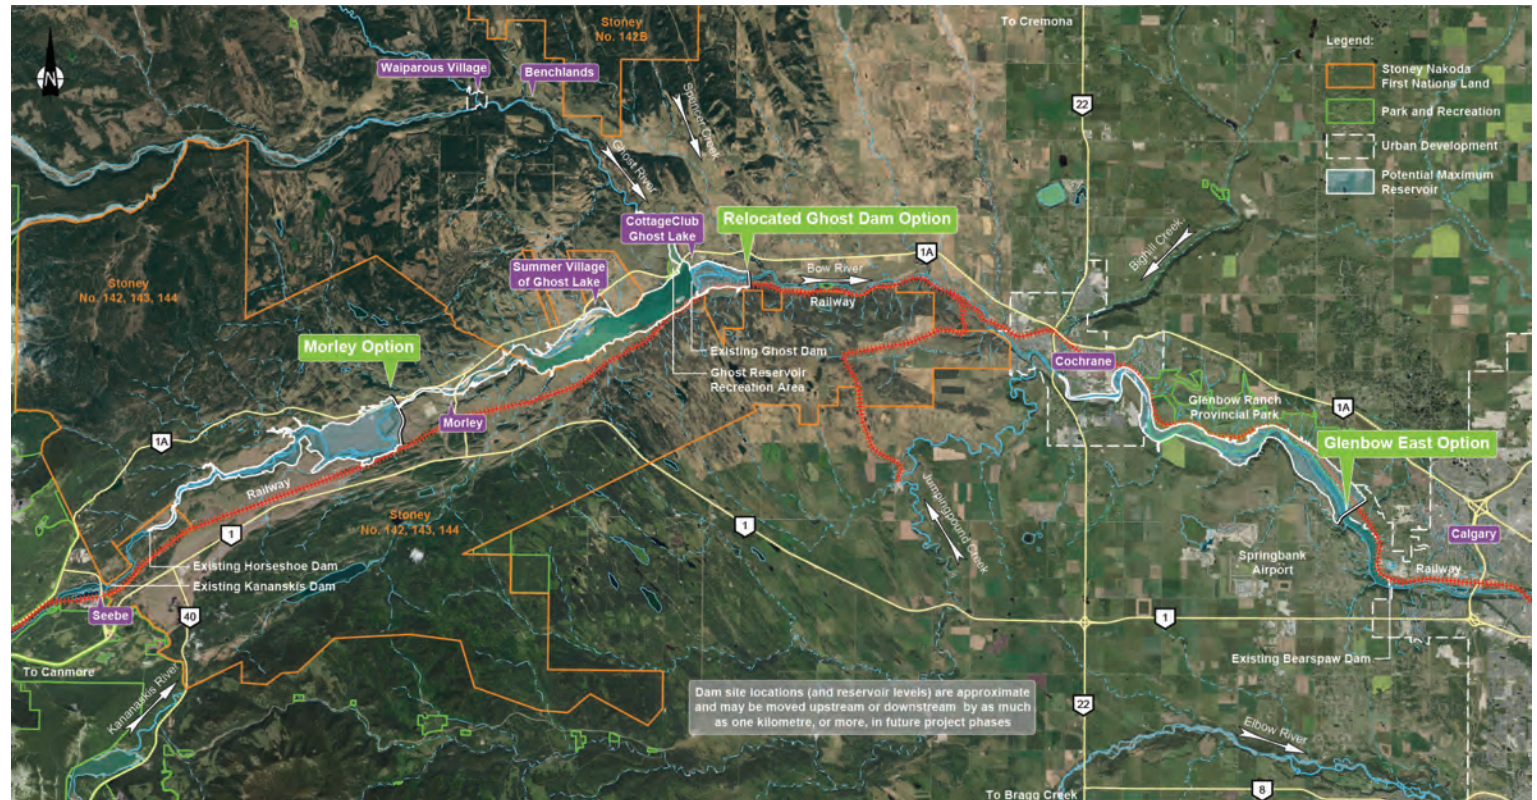 Stoney
No. 142B
To Cremona
Legend:
Stoney Nakoda
First Nations Land
Park and Recreation
Urban Development
Potential Maximum
Reservoir
N
Waiparous Village
Benchlands
22
Spencer Creek
Ghost River
CottageClub
Ghost Lake
Relocated Ghost Dam Option
1A
Bighill Creek
Summer Village
of Ghost Lake
Bow River
Railway
Stoney
No. 142, 143, 144
Morley Option
Existing Ghost Dam
Ghost Reservoir
Recreation Area
Cochrane
Glenbow Ranch
Provincial Park
1A
Morley
1A
Glenbow East Option
Railway
Stoney
No. 142, 143, 144
Jumpingpound Creek
1
1
Calgary
Springbank
Airport
Railway
Existing Horseshoe Dam
Existing Kananskis Dam
Seebe
40
1
To Canmore
Kananaskis River
Existing Bearspaw Dam
Dam site locations (and reservoir levels) are approximate
and may be moved upstream or downstream by as much
as one kilometre, or more, in future project phases
22
Elbow River
To Bragg Creek
8